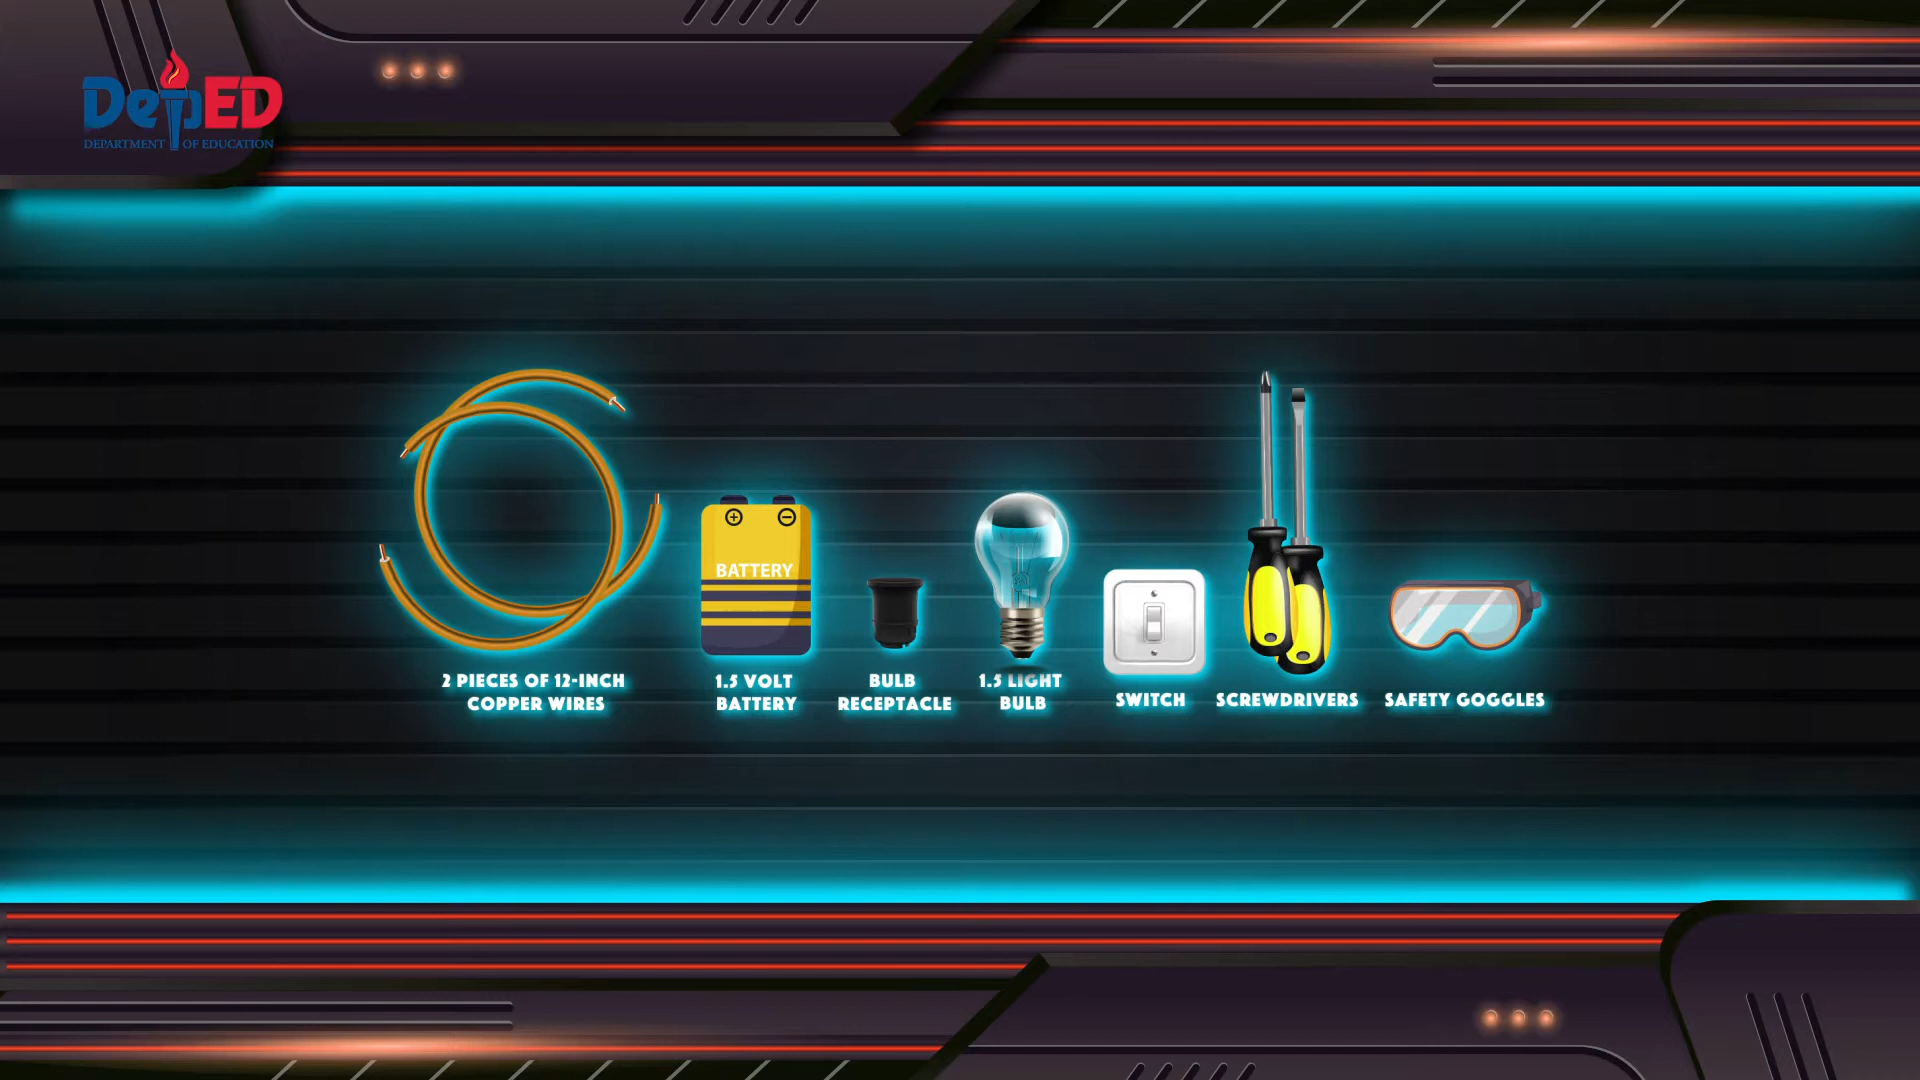 DepED
DEPARTMENT OF EDUCATION
BATTERY
2 PIECES OF 12-INCH
COPPER WIRES
1.5 VOLT
BATTERY
BULB
RECEPTACLE
1.5 LIGHT
BULB
SWITCH
SCREWDRIVERS
SAFETY GOGGLES